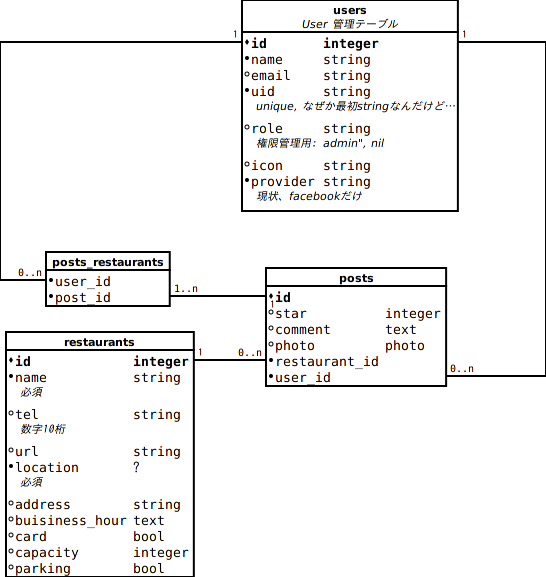 users
User 管理テーブル
1
1
id integer
name string
email string
uid string
unique, なぜか最初stringなんだけど…
role string
権限管理用: admin", nil
icon string
provider string
現状、facebookだけ
posts_restaurants
0..n
user_id
post_id
1..n
posts
id
1
star integer
comment text
photo photo
restaurant_id
user_id
0..n
0..n
restaurants
1
id integer
name string
必須
tel string
数字10桁
url string
location ?
必須
address string
buisiness_hour text
card bool
capacity integer
parking bool